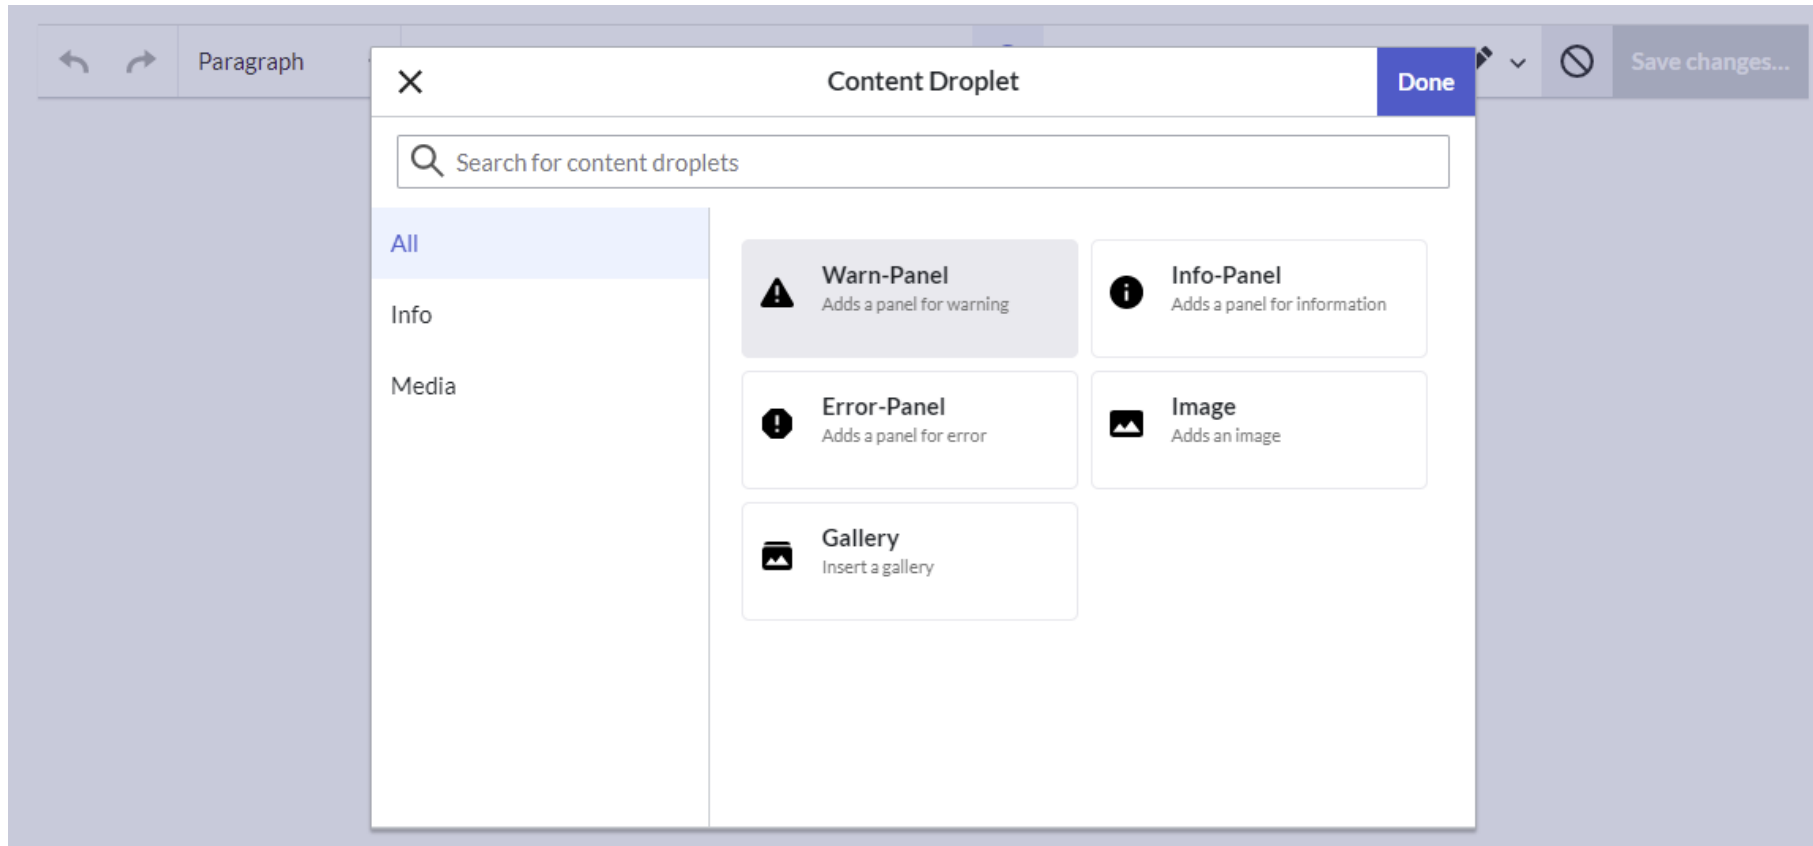 Paragraph
Save changes...
Content Droplet
Done
Search for content droplets
All
Info
Media
Warn-Panel
Adds a panel for warning
Info-Panel
Adds a panel for information
Error-Panel
Adds a panel for error
Image
Adds an image
Gallery
Insert a gallery